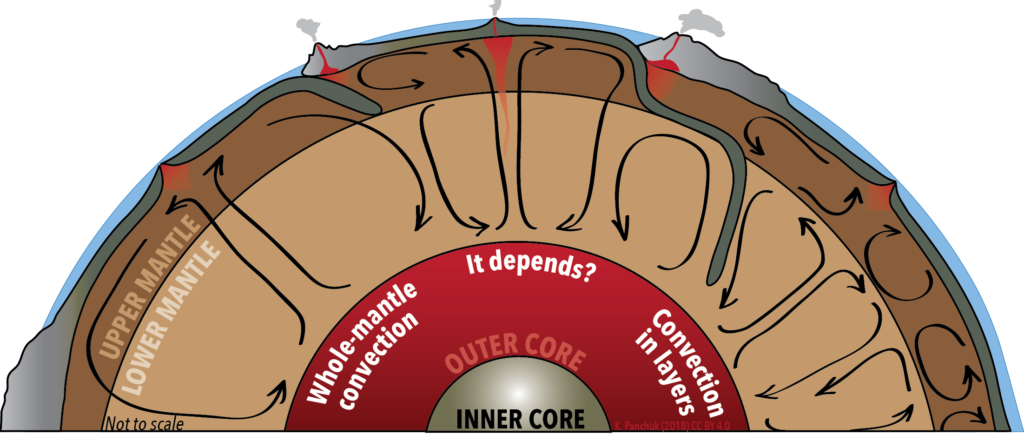 UPPER MANTLE
LOWER MANTLE
Whole-mantle
convection
It depends?
Convection
in layers
OUTER CORE
INNER CORE
Not to scale
K. Panchuk (2018) CC BY 4.0